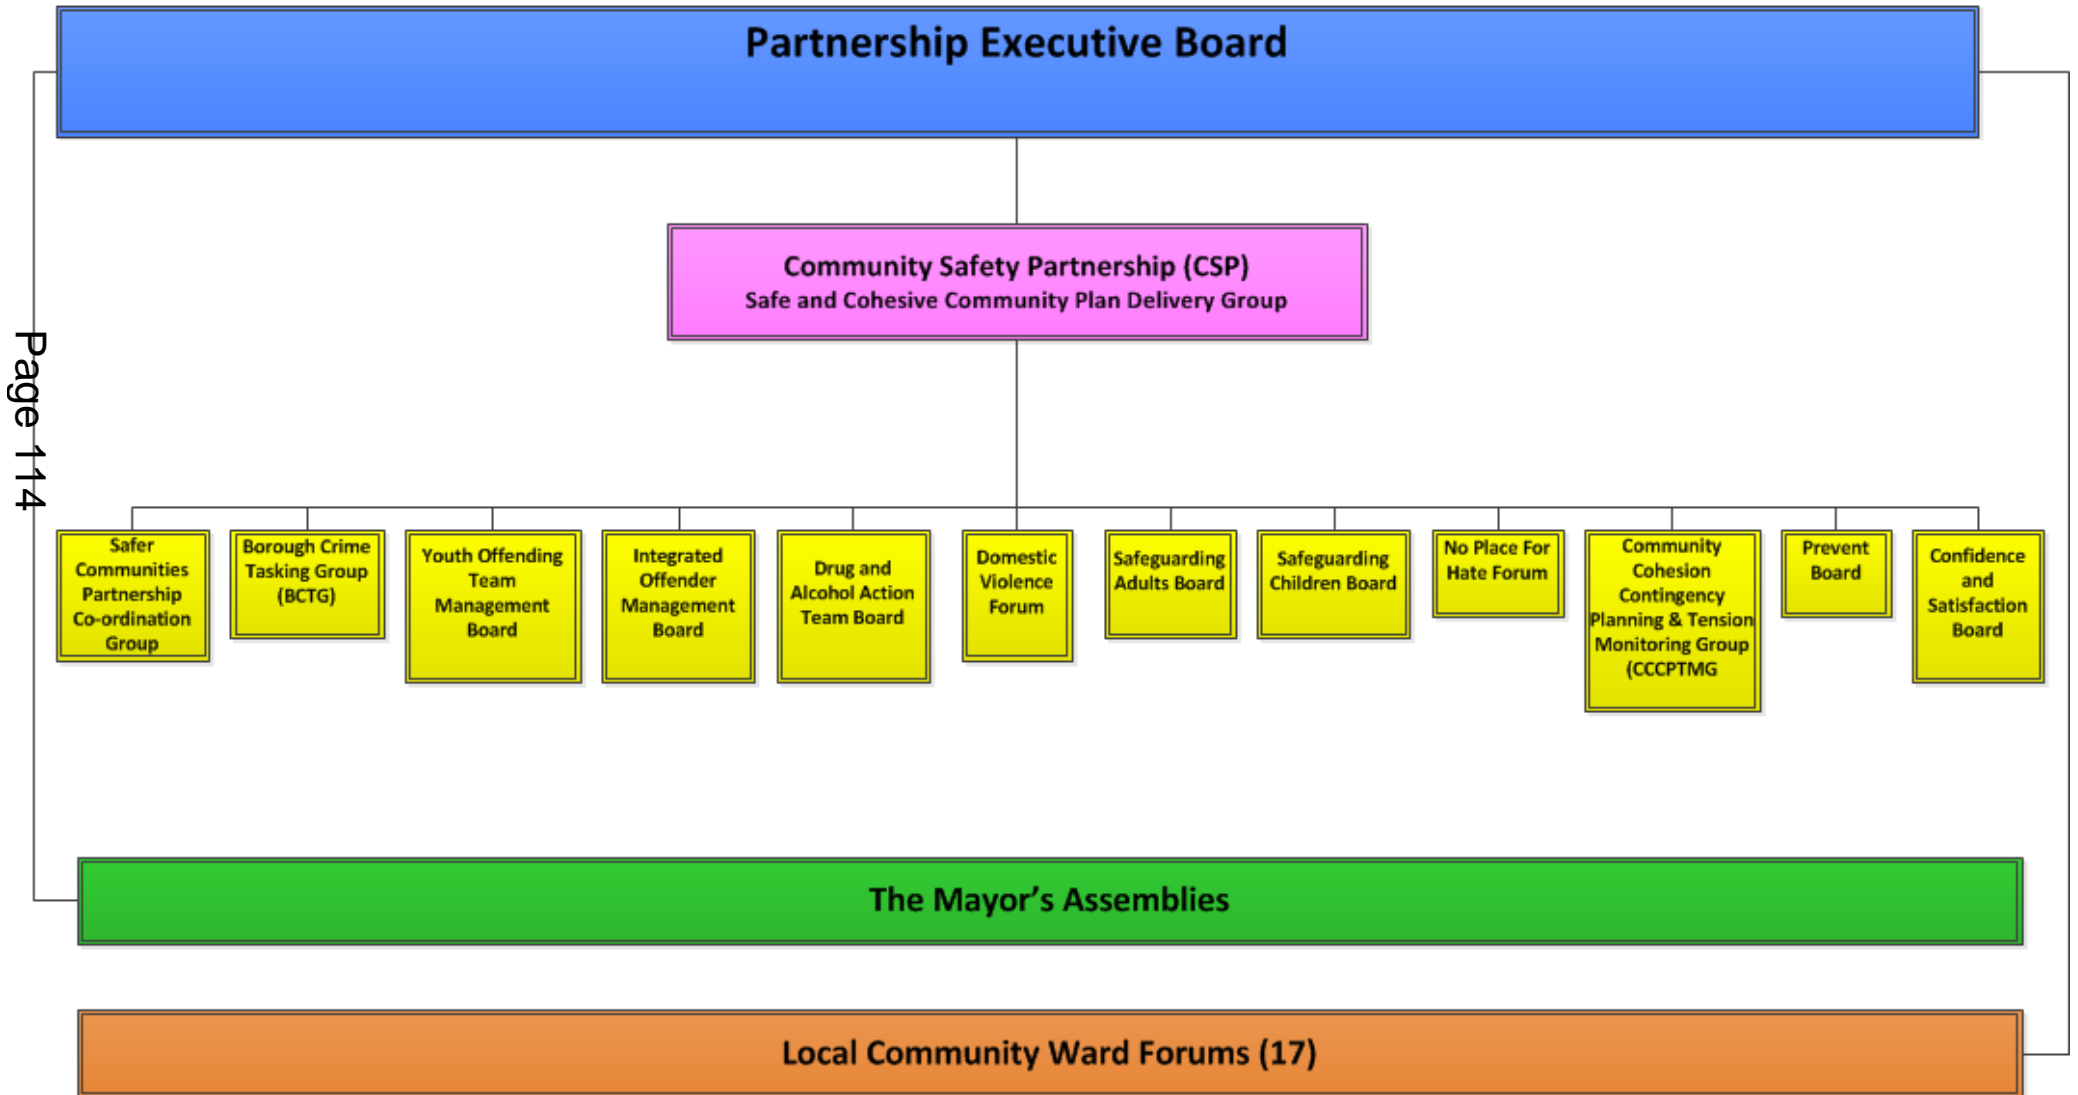 Partnership Executive Board
Community Safety Partnership (CSP)
Safe and Cohesive Community Plan Delivery Group
Page 114
Safer
Communities
Partnership
Co-ordination
Group
Borough Crime
Tasking Group
(BCTG)
Youth Offending
Team
Management
Board
Integrated
Offender
Management
Board
Drug and
Alcohol Action
Team Board
Domestic
Violence
Forum
Safeguarding
Adults Board
Safeguarding
Children Board
No Place For
Hate Forum
Community
Cohesion
Contingency
Planning & Tension
Monitoring Group
(CCCPTMG
Prevent
Board
Confidence
and
Satisfaction
Board
The Mayor’s Assemblies
Local Community Ward Forums (17)